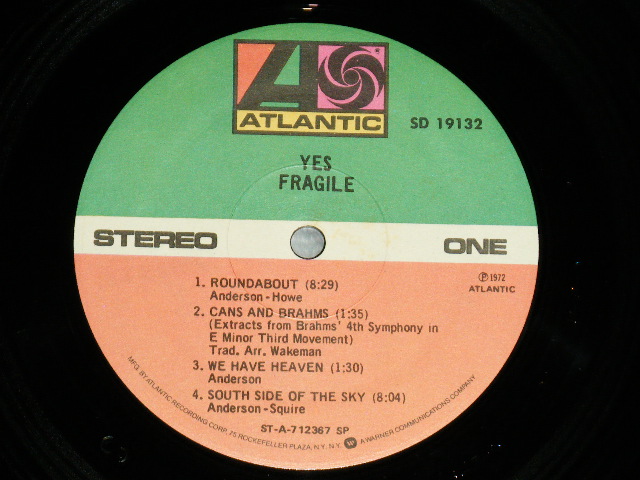 ATLANTIC
SD 19132
YES
FRAGILE
STEREO
ONE
℗ 1972
ATLANTIC
1. ROUNDABOUT (8:29)
Anderson-Howe
2. CANS AND BRAHMS (1:35)
(Extracts from Brahms' 4th Symphony in
E Minor Third Movement)
Trad. Arr. Wakeman
3. WE HAVE HEAVEN (1:30)
Anderson
4. SOUTH SIDE OF THE SKY (8:04)
Anderson-Squire
ST-A-712367 SP
MFG. BY ATLANTIC RECORDING CORP., 75 ROCKEFELLER PLAZA, N.Y. N.Y. W A WARNER COMMUNICATIONS COMPANY